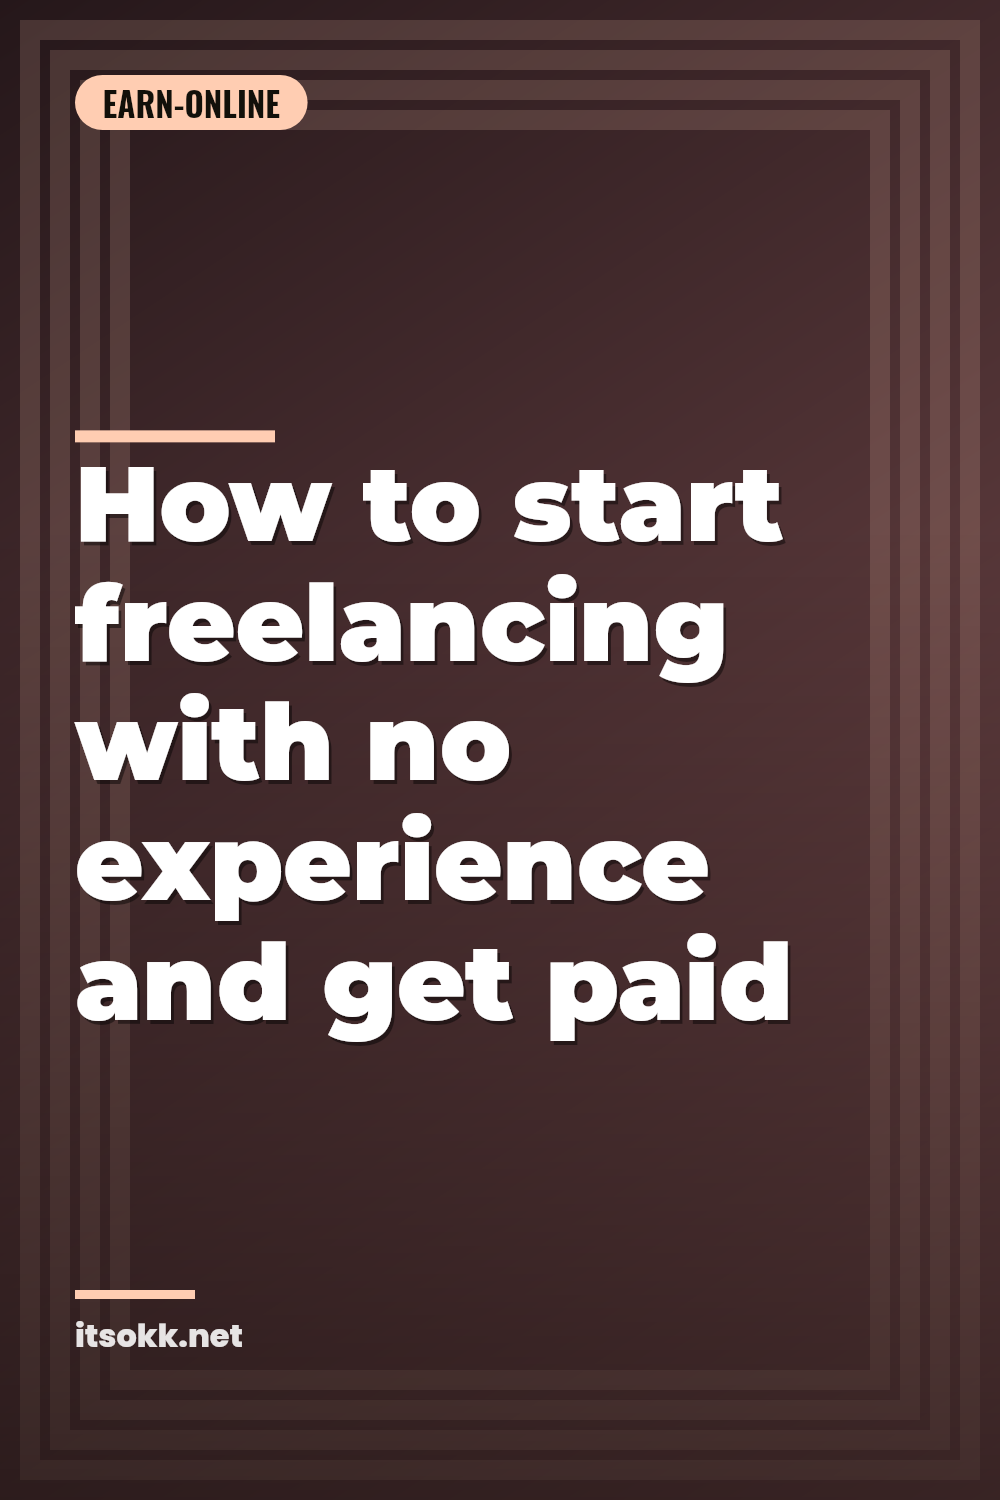 EARN-ONLINE
How to start
freelancing
with no
experience
and get paid
itsokk.net